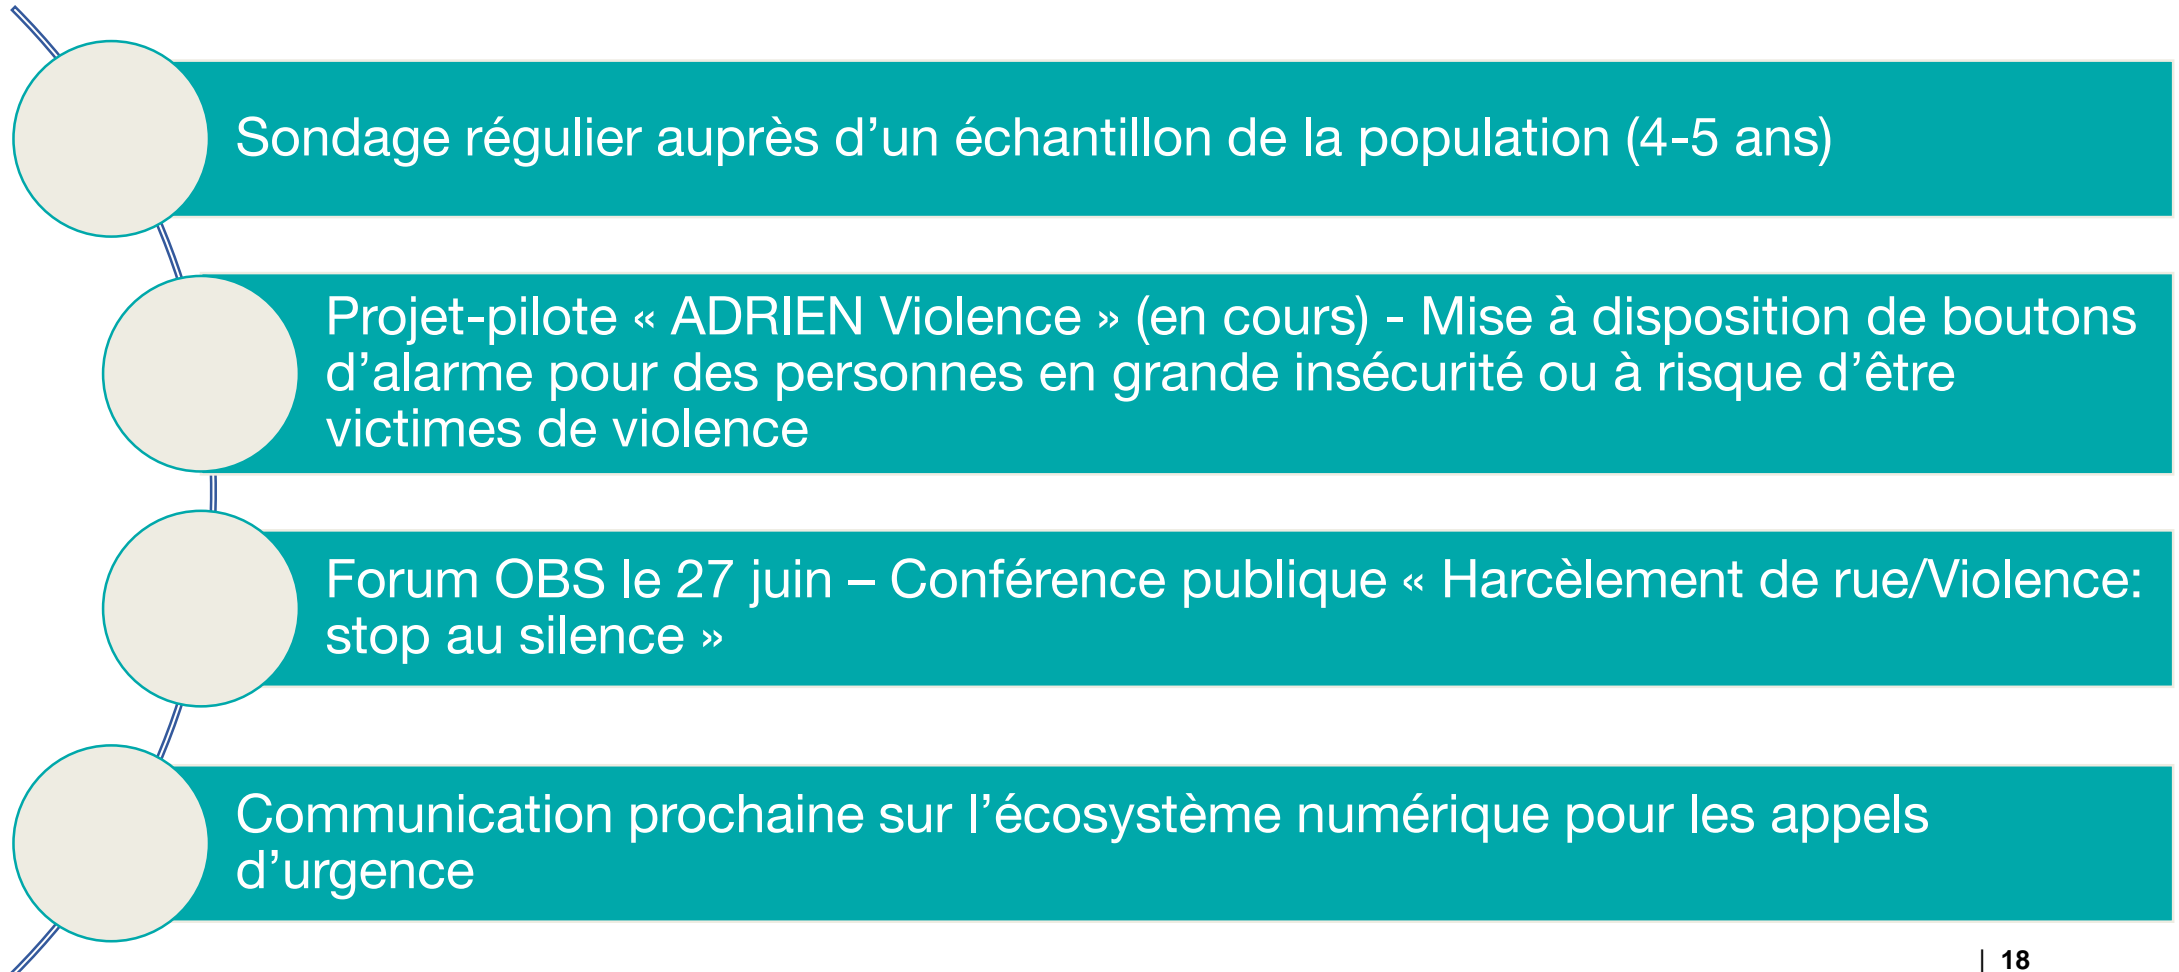 Sondage régulier auprès d’un échantillon de la population (4-5 ans)
Projet-pilote « ADRIEN Violence » (en cours) - Mise à disposition de boutons
d’alarme pour des personnes en grande insécurité ou à risque d’être
victimes de violence
Forum OBS le 27 juin – Conférence publique « Harcèlement de rue/Violence:
stop au silence »
Communication prochaine sur l’écosystème numérique pour les appels
d’urgence
| 18